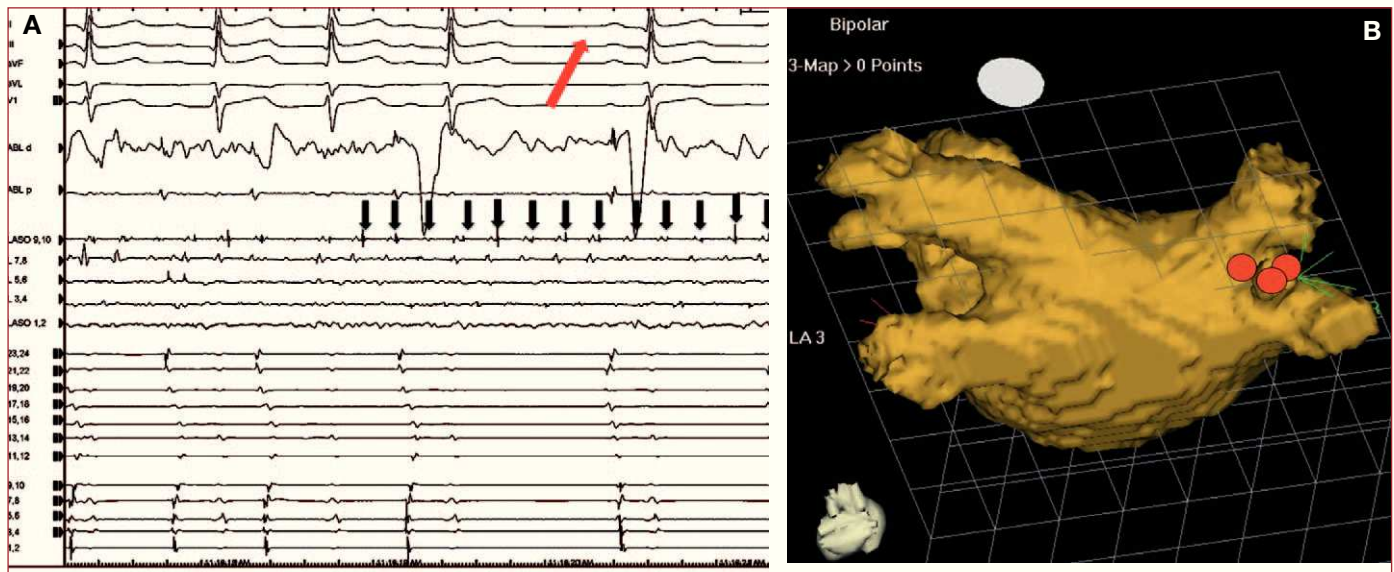 A
I
II
aVF
aVL
V1
ABL d
ABL p
LASO 9,10
L 7,8
L 5,6
L 3,4
LASO 1,2
23,24
21,22
19,20
17,18
15,16
13,14
11,12
9,10
7,8
5,6
3,4
1,2
B
Bipolar
3-Map > 0 Points
LA 3